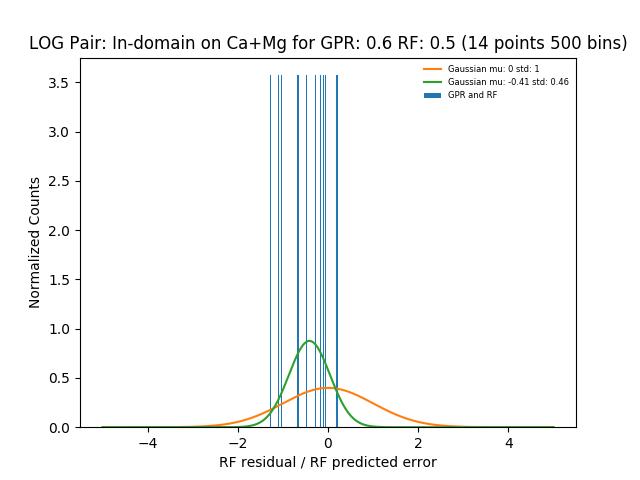 LOG Pair: In-domain on Ca+Mg for GPR: 0.6 RF: 0.5 (14 points 500 bins)
Gaussian mu: 0 std: 1
Gaussian mu: -0.41 std: 0.46
GPR and RF
3.5
3.0
2.5
2.0
1.5
1.0
0.5
0.0
Normalized Counts
−4
−2
0
2
4
RF residual / RF predicted error